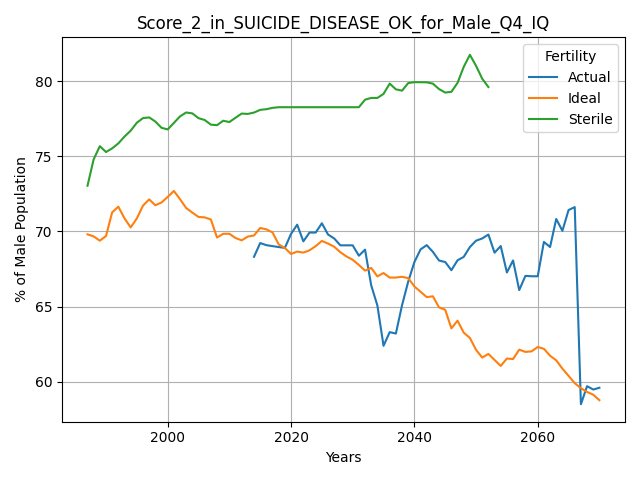 Score_2_in_SUICIDE_DISEASE_OK_for_Male_Q4_IQ
% of Male Population
80
75
70
65
60
Fertility
Actual
Ideal
Sterile
2000
2020
2040
2060
Years